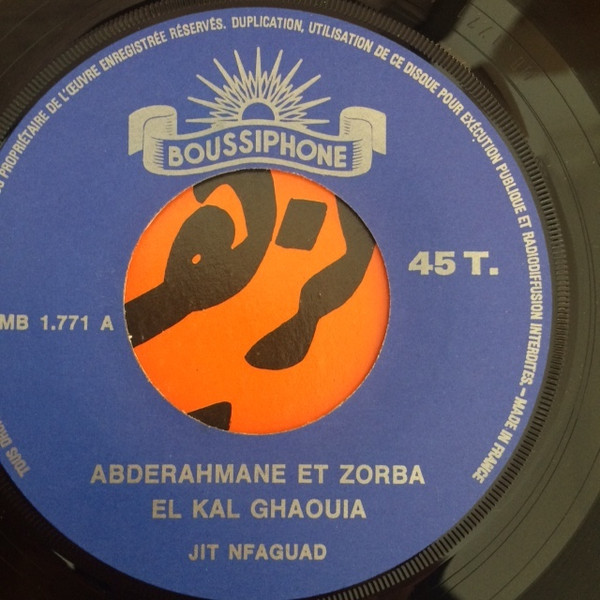 PROPRIÉTAIRE DE L'ŒUVRE ENREGISTRÉE RÉSERVÉS. DUPLICATION, UTILISATION DE CE DISQUE POUR EXÉCUTION PUBLIQUE ET RADIODIFFUSION INTERDITES. - MADE IN FRANCE
BOUSSIPHONE
45 T.
MB 1.771 A
TOUS
ABDERAHMANE ET ZORBA
EL KAL GHAOUIA
JIT NFAGUAD